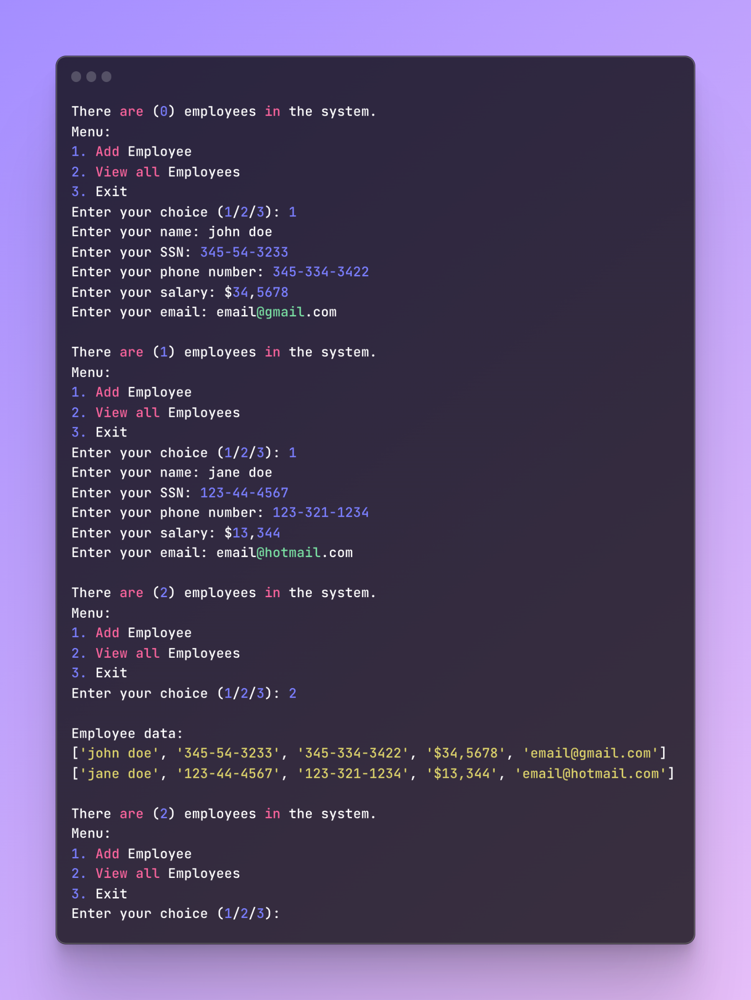 There are (0) employees in the system.
Menu:
1. Add Employee
2. View all Employees
3. Exit
Enter your choice (1/2/3): 1
Enter your name: john doe
Enter your SSN: 345-54-3233
Enter your phone number: 345-334-3422
Enter your salary: $34,5678
Enter your email: email@gmail.com

There are (1) employees in the system.
Menu:
1. Add Employee
2. View all Employees
3. Exit
Enter your choice (1/2/3): 1
Enter your name: jane doe
Enter your SSN: 123-44-4567
Enter your phone number: 123-321-1234
Enter your salary: $13,344
Enter your email: email@hotmail.com

There are (2) employees in the system.
Menu:
1. Add Employee
2. View all Employees
3. Exit
Enter your choice (1/2/3): 2

Employee data:
['john doe', '345-54-3233', '345-334-3422', '$34,5678', 'email@gmail.com']
['jane doe', '123-44-4567', '123-321-1234', '$13,344', 'email@hotmail.com']

There are (2) employees in the system.
Menu:
1. Add Employee
2. View all Employees
3. Exit
Enter your choice (1/2/3):